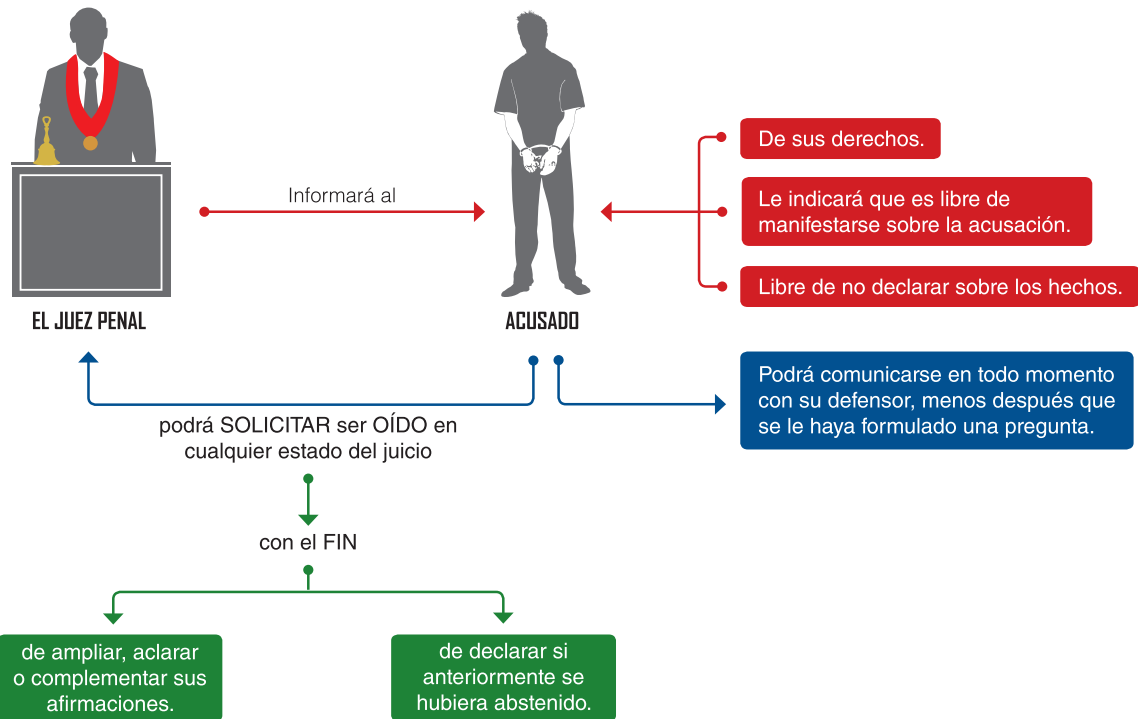 Informará al
De sus derechos.
Le indicará que es libre de
manifestarse sobre la acusación.
Libre de no declarar sobre los hechos.
EL JUEZ PENAL
ACUSADO
Podrá comunicarse en todo momento
con su defensor, menos después que
se le haya formulado una pregunta.
podrá SOLICITAR ser OÍDO en
cualquier estado del juicio
con el FIN
de ampliar, aclarar
o complementar sus
afirmaciones.
de declarar si
anteriormente se
hubiera abstenido.